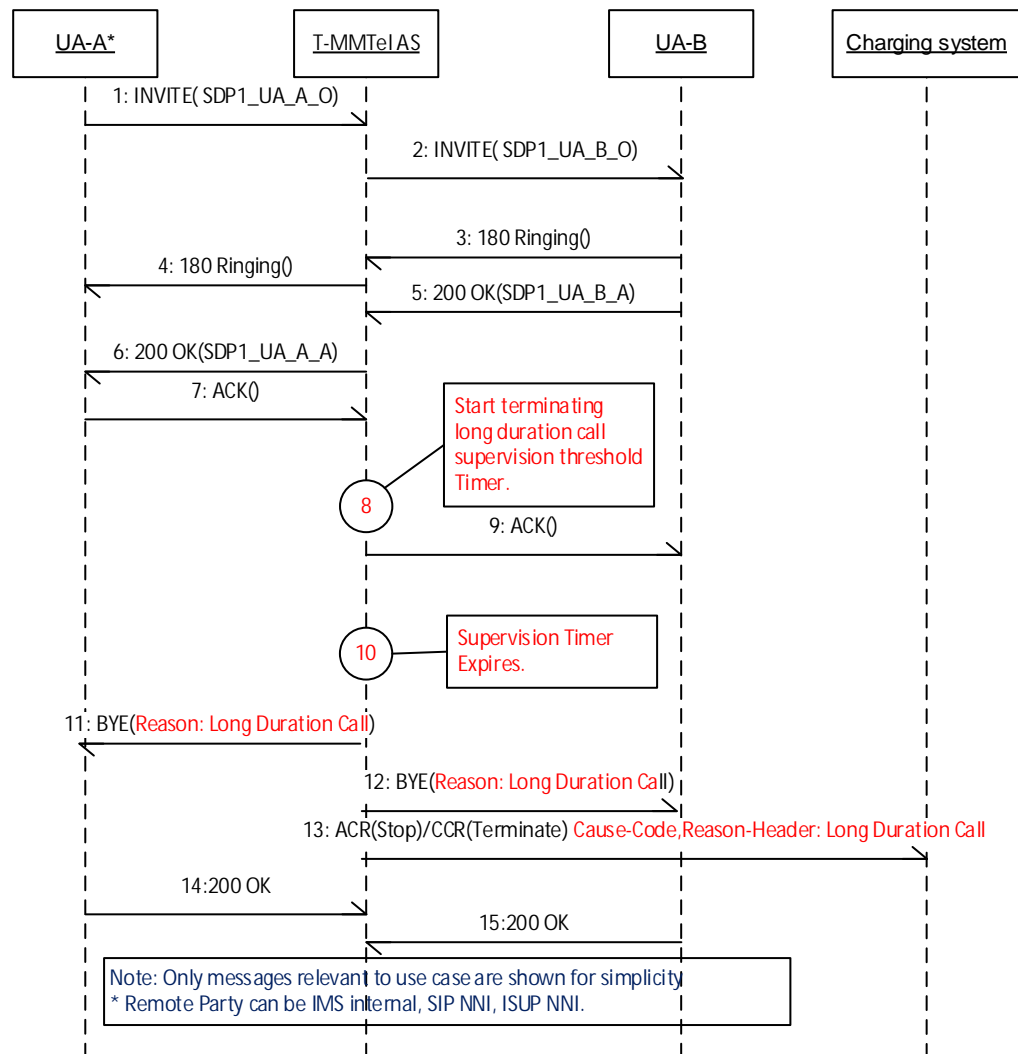 UA-A*
T-MMTel AS
UA-B
Charging system
1: INVITE( SDP1_UA_A_O)
2: INVITE( SDP1_UA_B_O)
3: 180 Ringing()
4: 180 Ringing()
5: 200 OK(SDP1_UA_B_A)
6: 200 OK(SDP1_UA_A_A)
7: ACK()
Start terminating
long duration call
supervision threshold
Timer.
8
9: ACK()
10
Supervision Timer
Expires.
11: BYE(Reason: Long Duration Call)
12: BYE(Reason: Long Duration Call)
13: ACR(Stop)/CCR(Terminate) Cause-Code,Reason-Header: Long Duration Call
14:200 OK
15:200 OK
Note: Only messages relevant to use case are shown for simplicity
* Remote Party can be IMS internal, SIP NNI, ISUP NNI.